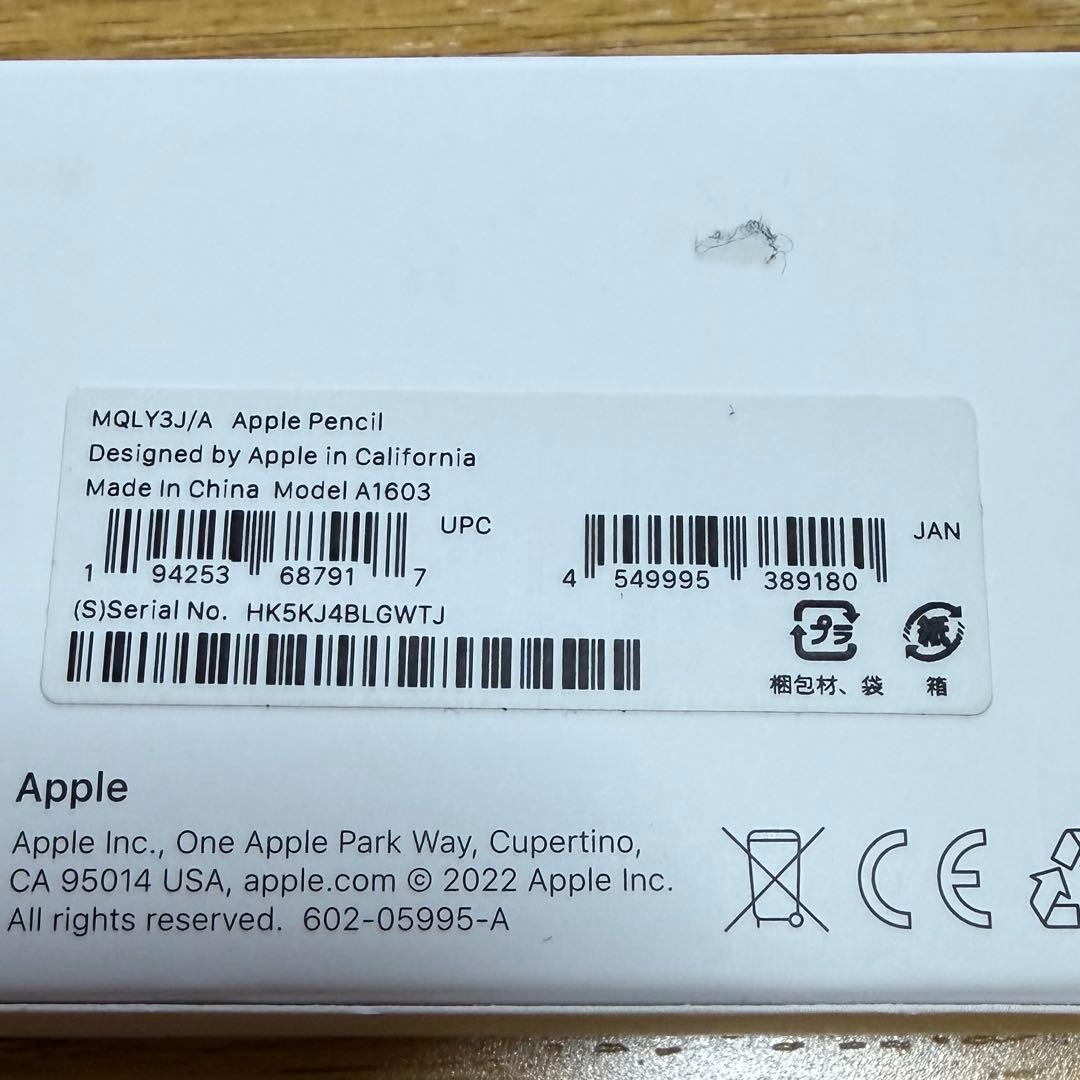 MQLY3J/A Apple Pencil
Designed by Apple in California
Made In China Model A1603
UPC
1 94253 68791 7
JAN
4 549995 389180
(S)Serial No. HK5KJ4BLGWTJ
プラ
紙
梱包材、袋
箱
Apple
Apple Inc., One Apple Park Way, Cupertino,
CA 95014 USA, apple.com © 2022 Apple Inc.
All rights reserved. 602-05995-A
CE